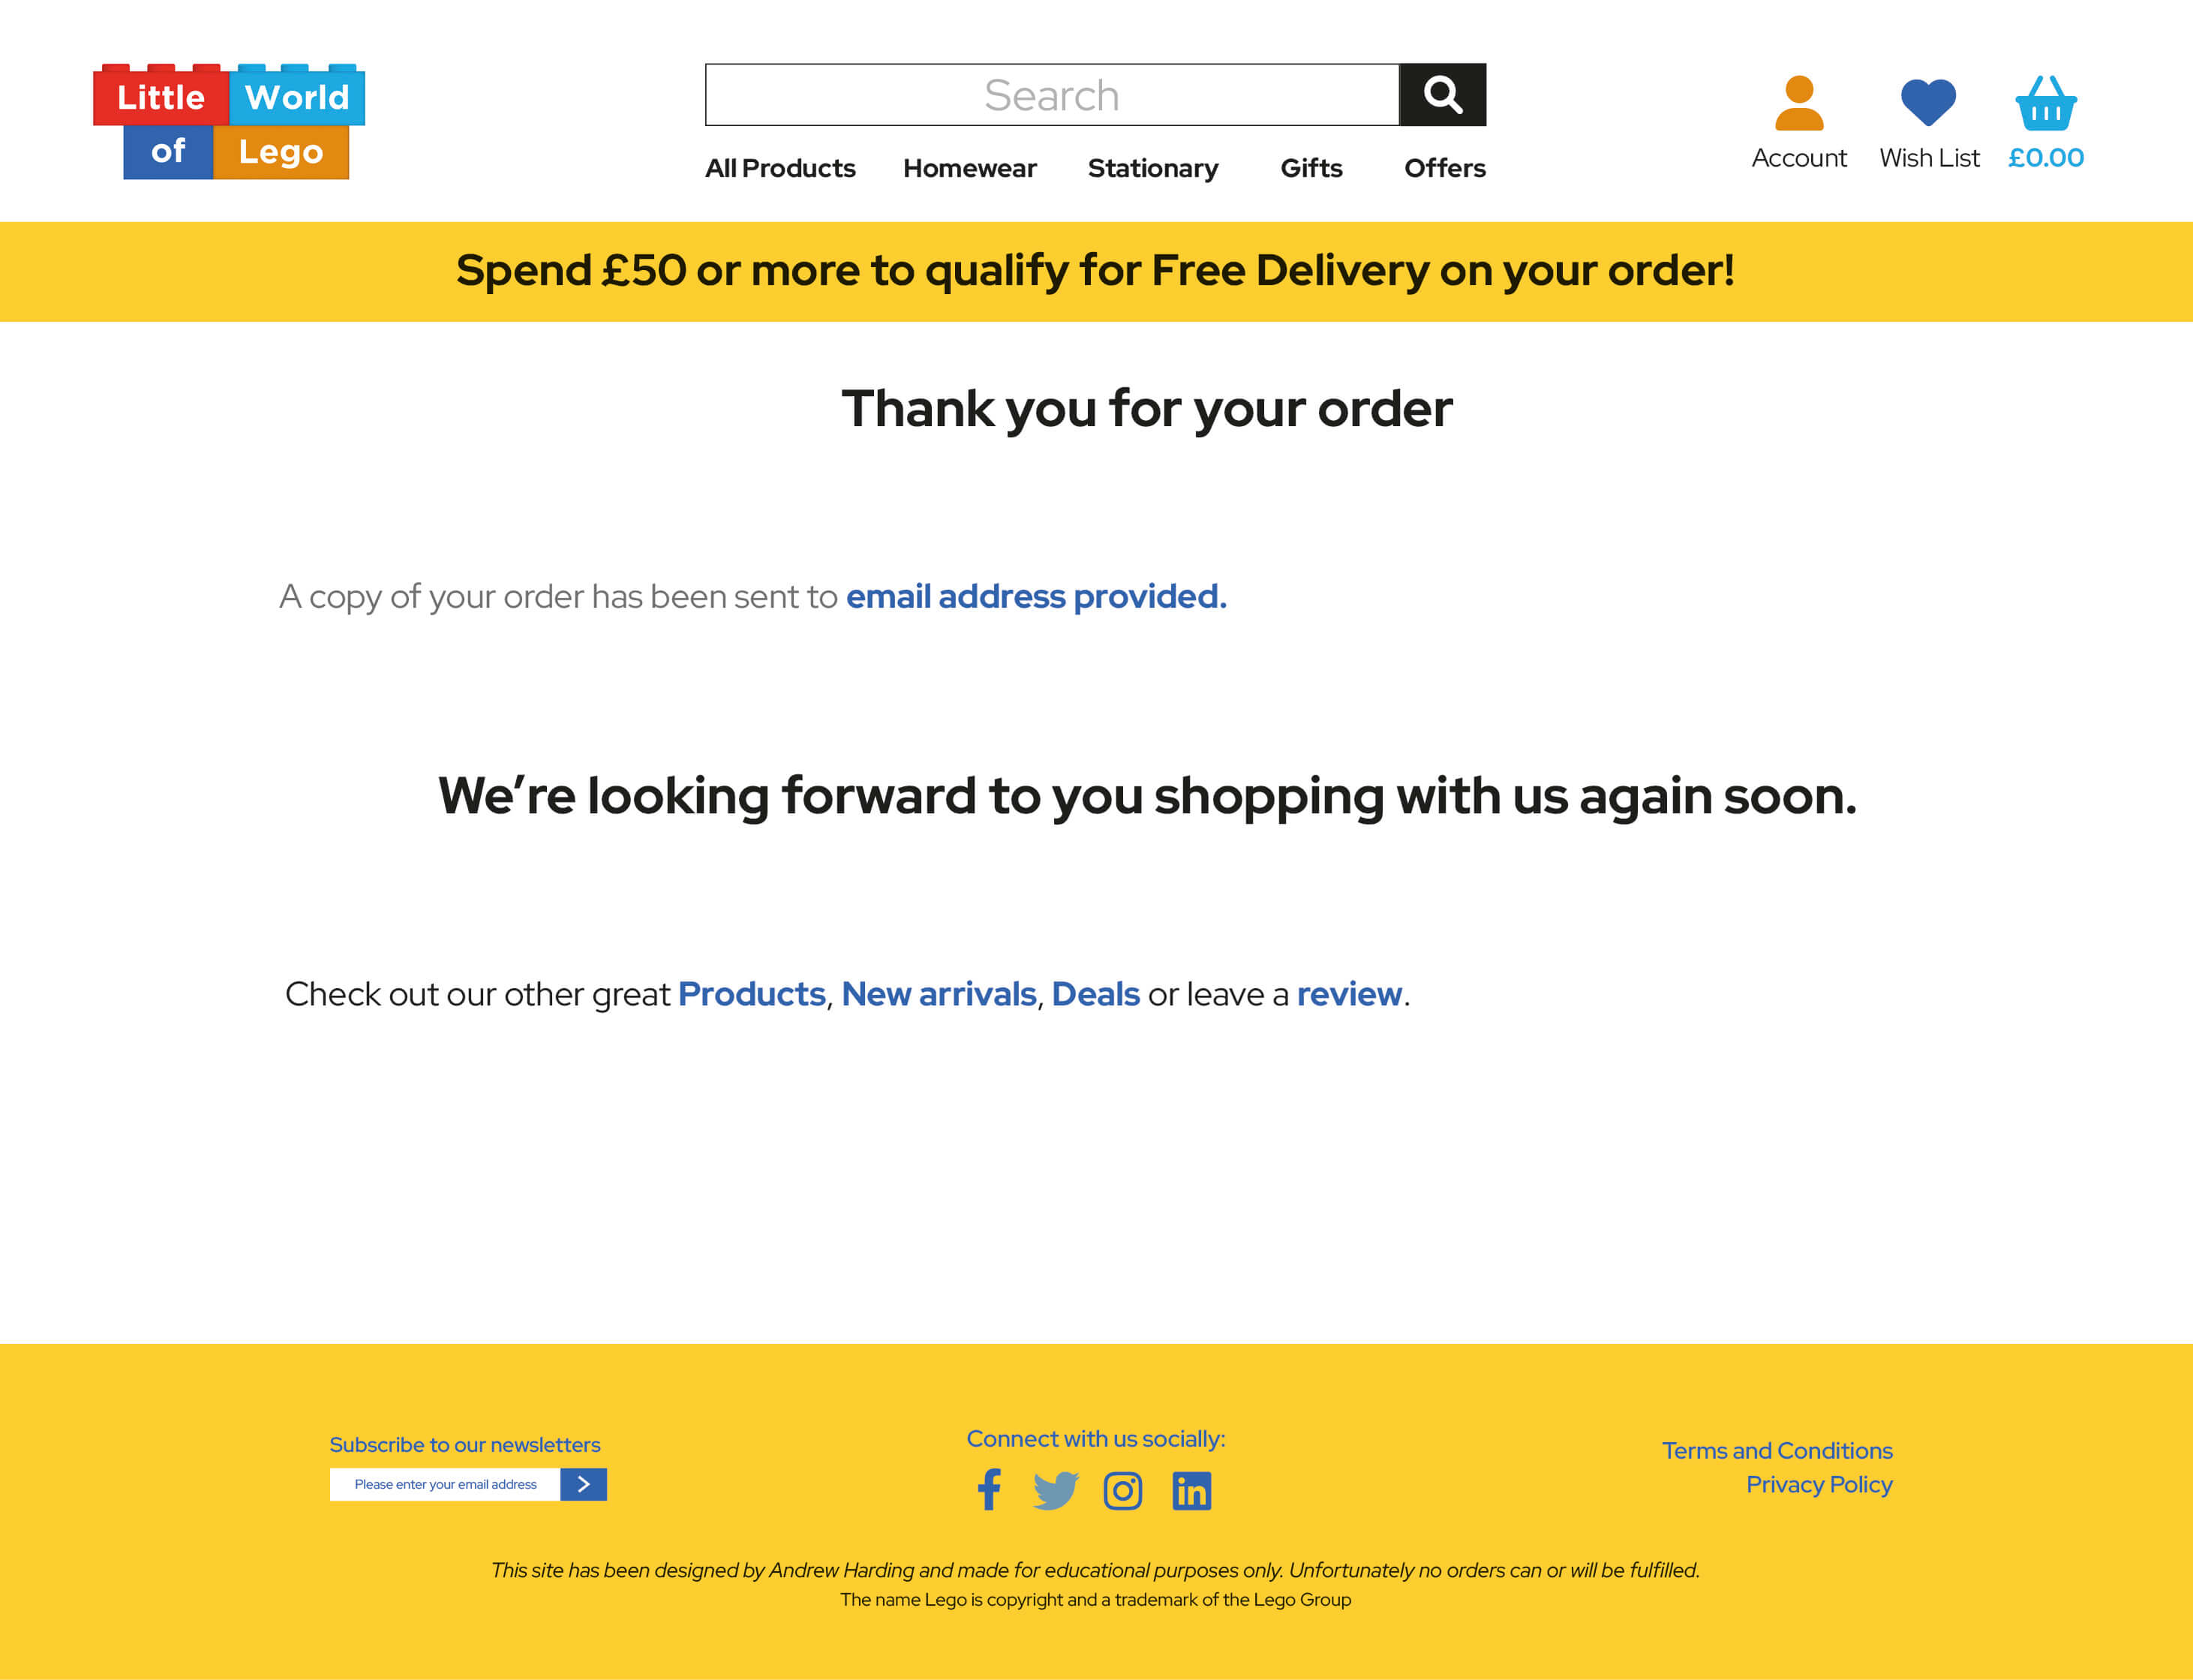 Little World
of Lego
Search
All Products Homewear Stationary Gifts Offers
Account Wish List £0.00
Spend £50 or more to qualify for Free Delivery on your order!
Thank you for your order
A copy of your order has been sent to email address provided.
We’re looking forward to you shopping with us again soon.
Check out our other great Products, New arrivals, Deals or leave a review.
Subscribe to our newsletters
Please enter your email address
Connect with us socially:
Terms and Conditions
Privacy Policy
This site has been designed by Andrew Harding and made for educational purposes only. Unfortunately no orders can or will be fulfilled.
The name Lego is copyright and a trademark of the Lego Group